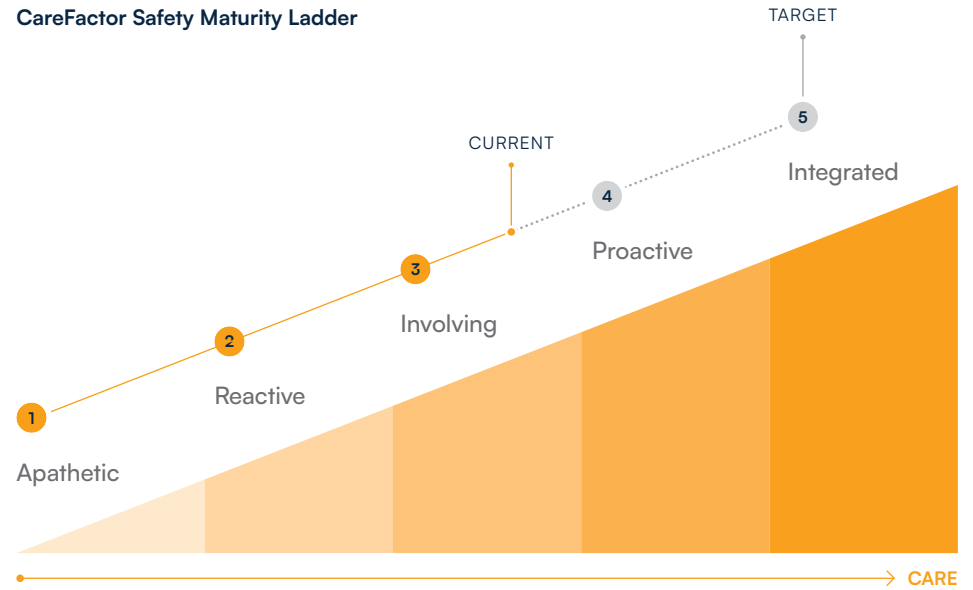 CareFactor Safety Maturity Ladder
TARGET
5
CURRENT
Integrated
4
Proactive
3
Involving
2
Reactive
1
Apathetic
CARE